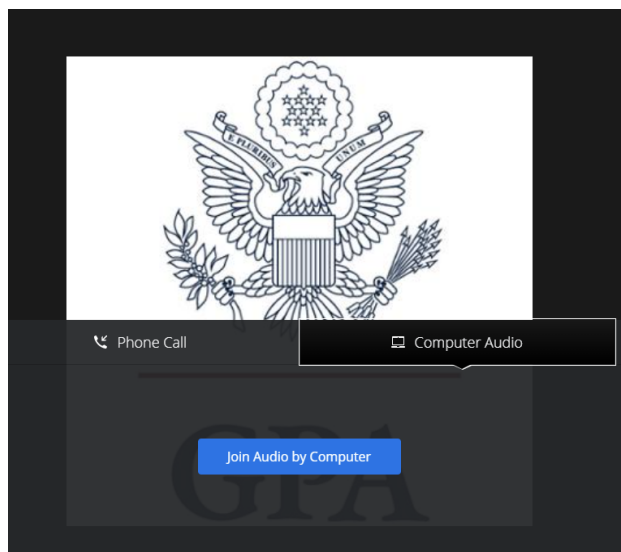 E PLURIBUS UNUM
Phone Call
Computer Audio
Join Audio by Computer
GPA